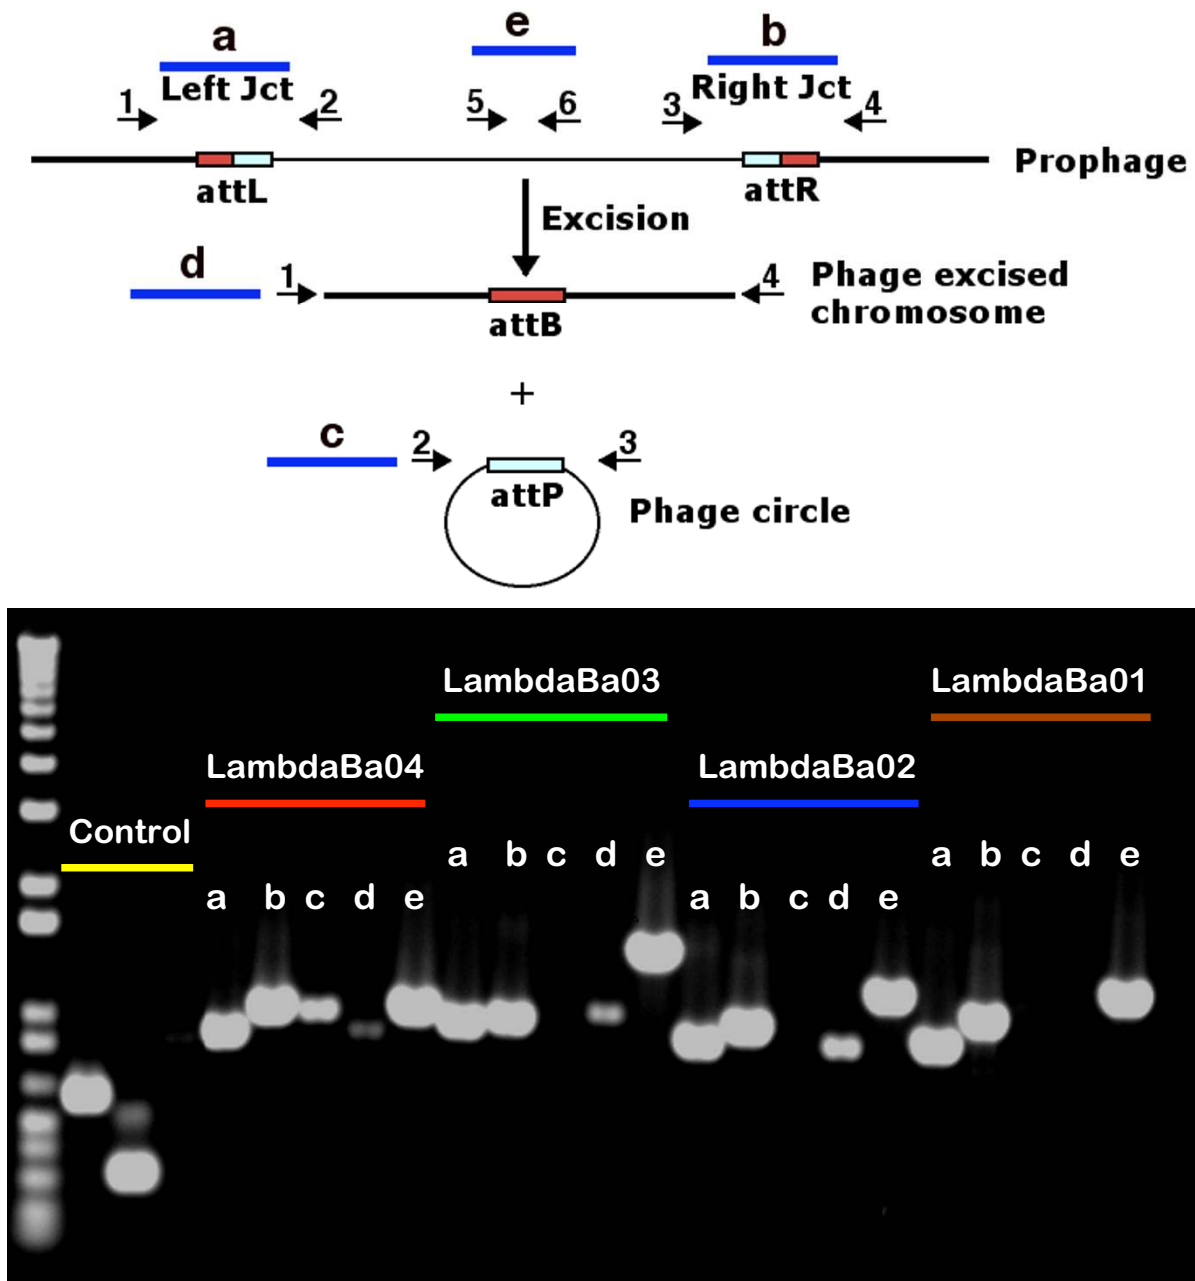 a
e
b
Left Jct
Right Jct
1
2
5
6
3
4
Prophage
attL
attR
Excision
d
1
4
Phage excised
chromosome
attB
+
c
2
3
attP
Phage circle
LambdaBa03
LambdaBa01
LambdaBa04
LambdaBa02
Control
a b c d e
a b c d e
a b c d e
a b c d e